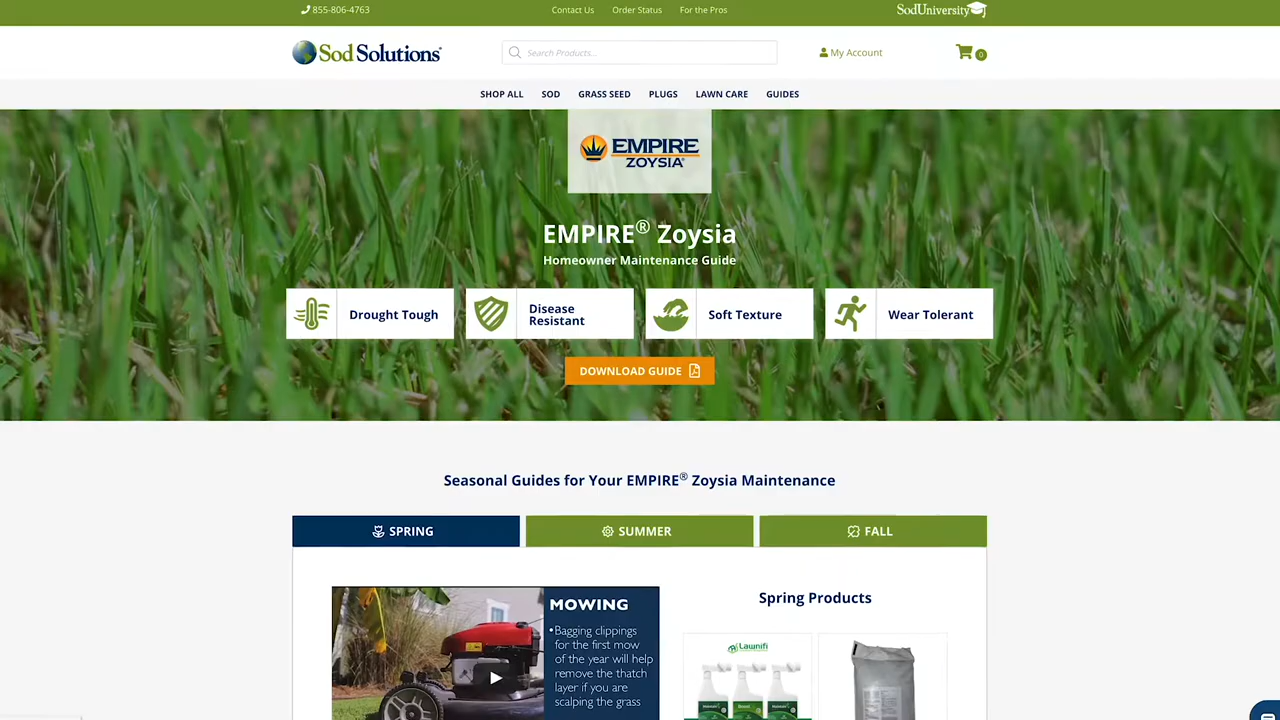 855-806-4763
Contact Us
Order Status
For the Pros
SodUniversity
Sod Solutions
Search Products...
My Account
0
SHOP ALL
SOD
GRASS SEED
PLUGS
LAWN CARE
GUIDES
EMPIRE
ZOYSIA®
EMPIRE® Zoysia
Homeowner Maintenance Guide
Drought Tough
Disease
Resistant
Soft Texture
Wear Tolerant
DOWNLOAD GUIDE
Seasonal Guides for Your EMPIRE® Zoysia Maintenance
SPRING
SUMMER
FALL
MOWING
•Bagging clippings
for the first mow
of the year will help
remove the thatch
layer if you are
scalping the grass
Spring Products
Lawnifi